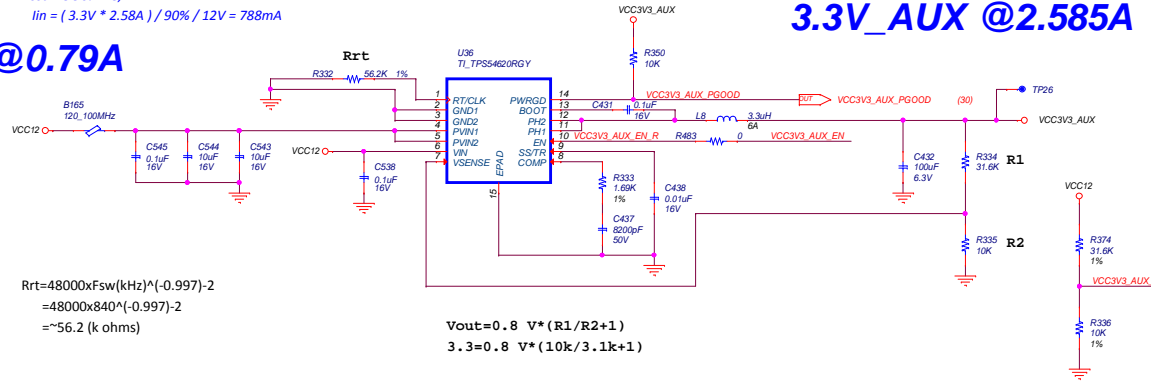 Iin = ( 3.3V * 2.58A ) / 90% / 12V = 788mA
3.3V_AUX @2.585A
@0.79A
VCC3V3_AUX
R350
10K
U36
TI_TPS54620RGY
Rrt
R332
56.2K
1%
B165
120_100MHz
VCC12
C545
0.1uF
16V
C544
10uF
16V
C543
10uF
16V
VCC12
C538
0.1uF
16V
1
RT/CLK
2
GND1
3
GND2
4
PVIN1
5
PVIN2
6
VIN
7
VSENSE
EPAD
15
PWRGD
14
BOOT
13
PH2
12
PH1
11
EN
10
SS/TR
9
COMP
8
VCC3V3_AUX_PGOOD
OUT
VCC3V3_AUX_PGOOD
(30)
C431
0.1uF
16V
L8
3.3uH
6A
VCC3V3_AUX_EN_R
R483
0
VCC3V3_AUX_EN
TP26
VCC3V3_AUX
R333
1.69K
1%
C438
0.01uF
16V
C437
8200pF
50V
C432
100uF
6.3V
R334
31.6K
R1
R335
10K
R2
VCC12
R374
31.6K
1%
VCC3V3_AUX_
R336
10K
1%
Rrt=48000xFsw(kHz)^(-0.997)-2
=48000x840^(-0.997)-2
=~56.2 (k ohms)
Vout=0.8 V*(R1/R2+1)
3.3=0.8 V*(10k/3.1k+1)